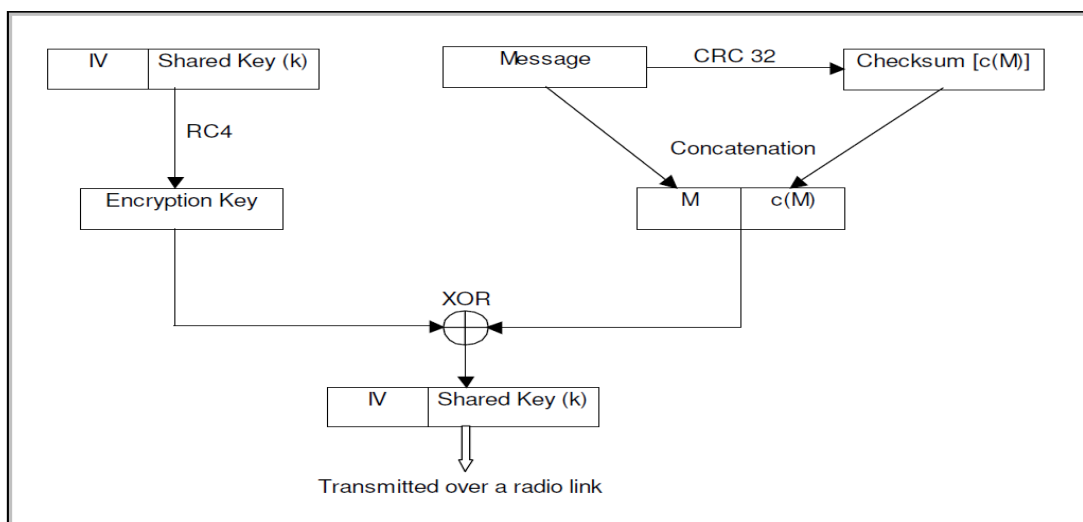 IV Shared Key (k)
Message
CRC 32
Checksum [c(M)]
RC4
Concatenation
Encryption Key
M c(M)
XOR
IV Shared Key (k)
Transmitted over a radio link